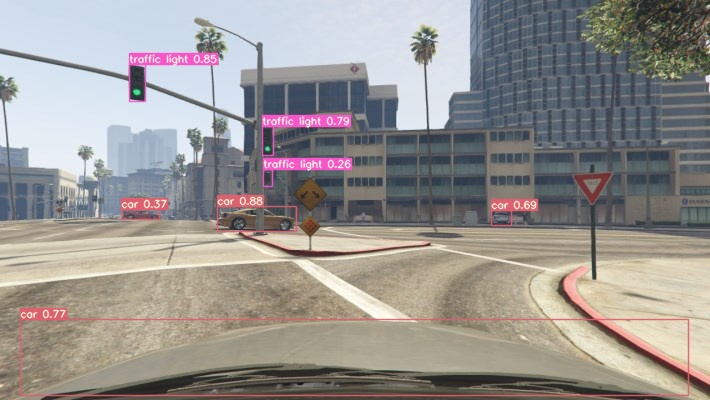 traffic light 0.85
traffic light 0.79
traffic light 0.26
car 0.37
car 0.88
car 0.69
car 0.77